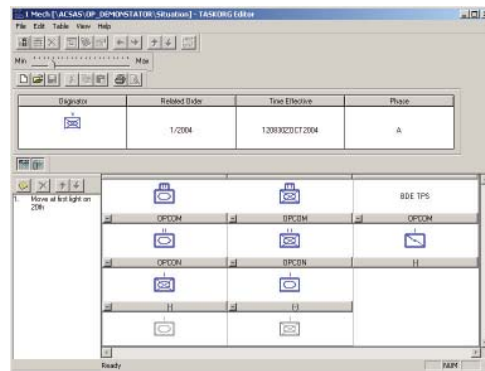 1 Mech [\ACSAS\OP_DEMONSTATOR\Situation] - TASKORG Editor
File Edit Table View Help
Min Max
Originator Related Order Time Effective Phase
1/2004 120830ZOCT2004 A
1. Move at first light on 20th
BDE TPS
OPCOM OPCOM OPCOM
OPCON OPCON (-)
(-) (-)
Ready NUM